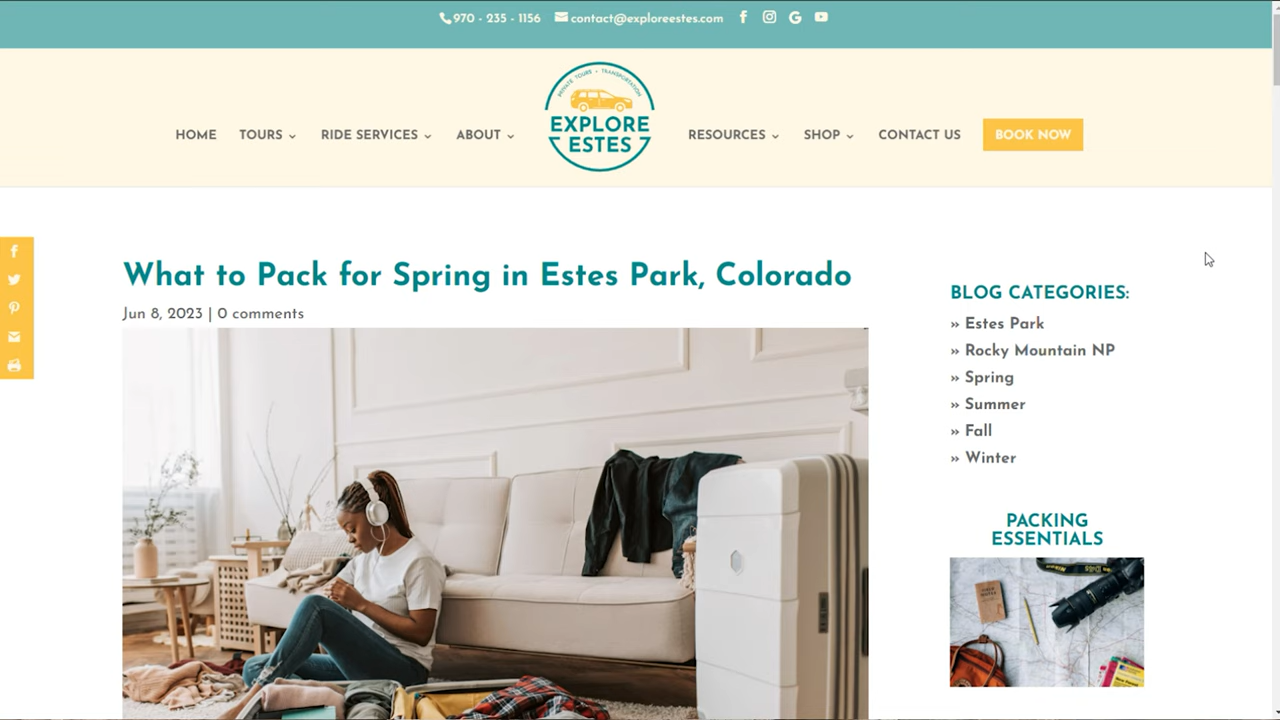 970 - 235 - 1156 contact@exploreestes.com
PRIVATE TOURS • TRANSPORTATION
EXPLORE
ESTES
HOME TOURS RIDE SERVICES ABOUT RESOURCES SHOP CONTACT US BOOK NOW
What to Pack for Spring in Estes Park, Colorado
Jun 8, 2023 | 0 comments
BLOG CATEGORIES:
» Estes Park
» Rocky Mountain NP
» Spring
» Summer
» Fall
» Winter
PACKING
ESSENTIALS